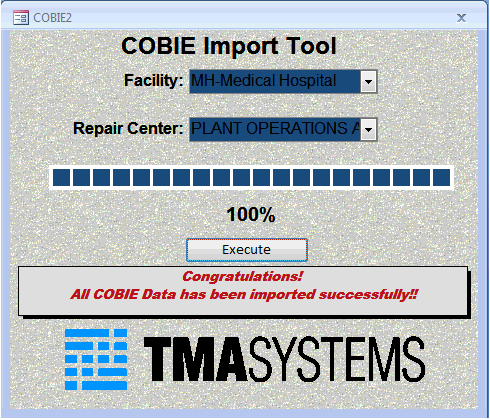 COBIE2
COBIE Import Tool
Facility: MH-Medical Hospital
Repair Center: PLANT OPERATIONS A
100%
Execute
Congratulations!
All COBIE Data has been imported successfully!!
TMASYSTEMS